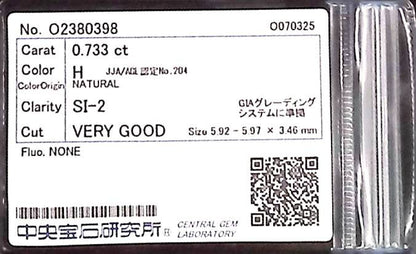 No. O2380398 O070325
Carat 0.733 ct
Color H JJA/AGL認定No.204
ColorOrigin NATURAL
Clarity SI-2 GIAグレーディング
システムに準拠
Cut VERY GOOD Size 5.92 - 5.97 × 3.46 mm
Fluo. NONE
中央宝石研究所 CENTRAL GEM
LABORATORY